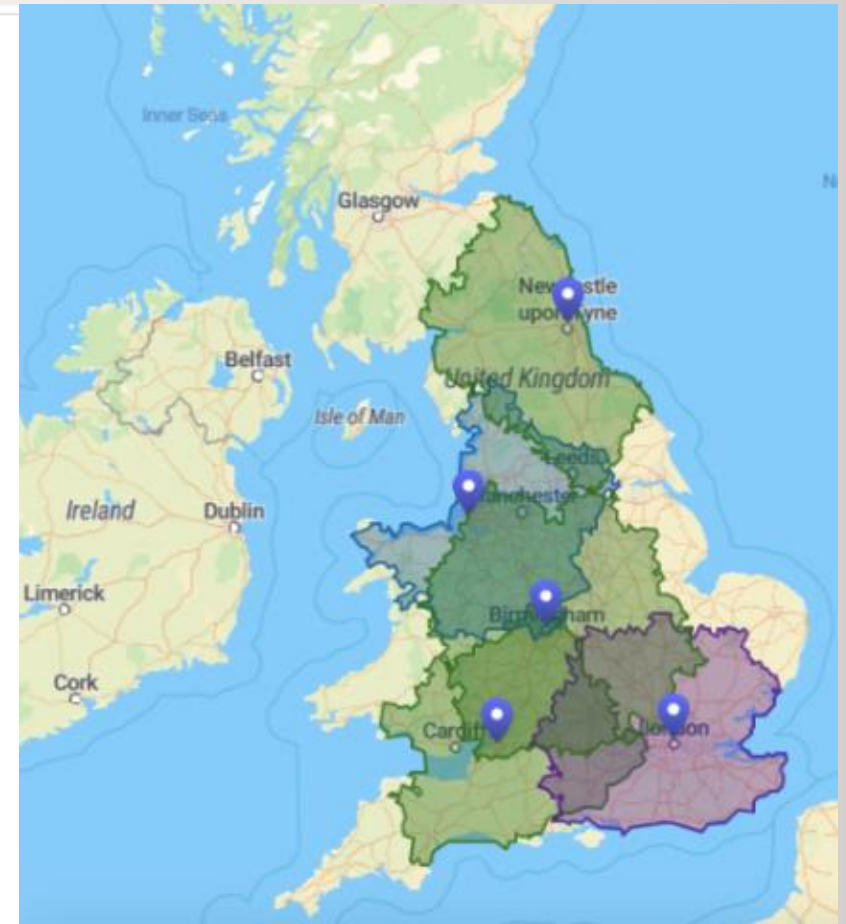 Inner Seas
N
Glasgow
Newcastle
upon Tyne
Belfast
United Kingdom
Isle of Man
Leeds
Manchester
Ireland
Dublin
Limerick
Birmingham
Cork
Cardiff
London